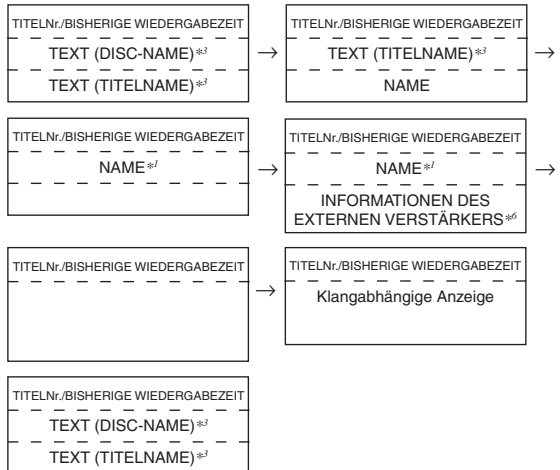 TITELNr./BISHERIGE WIEDERGABEZEIT
TEXT (DISC-NAME)*3
TEXT (TITELNAME)*3
→
TITELNr./BISHERIGE WIEDERGABEZEIT
TEXT (TITELNAME)*3
NAME
→
TITELNr./BISHERIGE WIEDERGABEZEIT
NAME*1
→
TITELNr./BISHERIGE WIEDERGABEZEIT
NAME*1
INFORMATIONEN DES
EXTERNEN VERSTÄRKERS*6
→
TITELNr./BISHERIGE WIEDERGABEZEIT
→
TITELNr./BISHERIGE WIEDERGABEZEIT
Klangabhängige Anzeige
TITELNr./BISHERIGE WIEDERGABEZEIT
TEXT (DISC-NAME)*3
TEXT (TITELNAME)*3